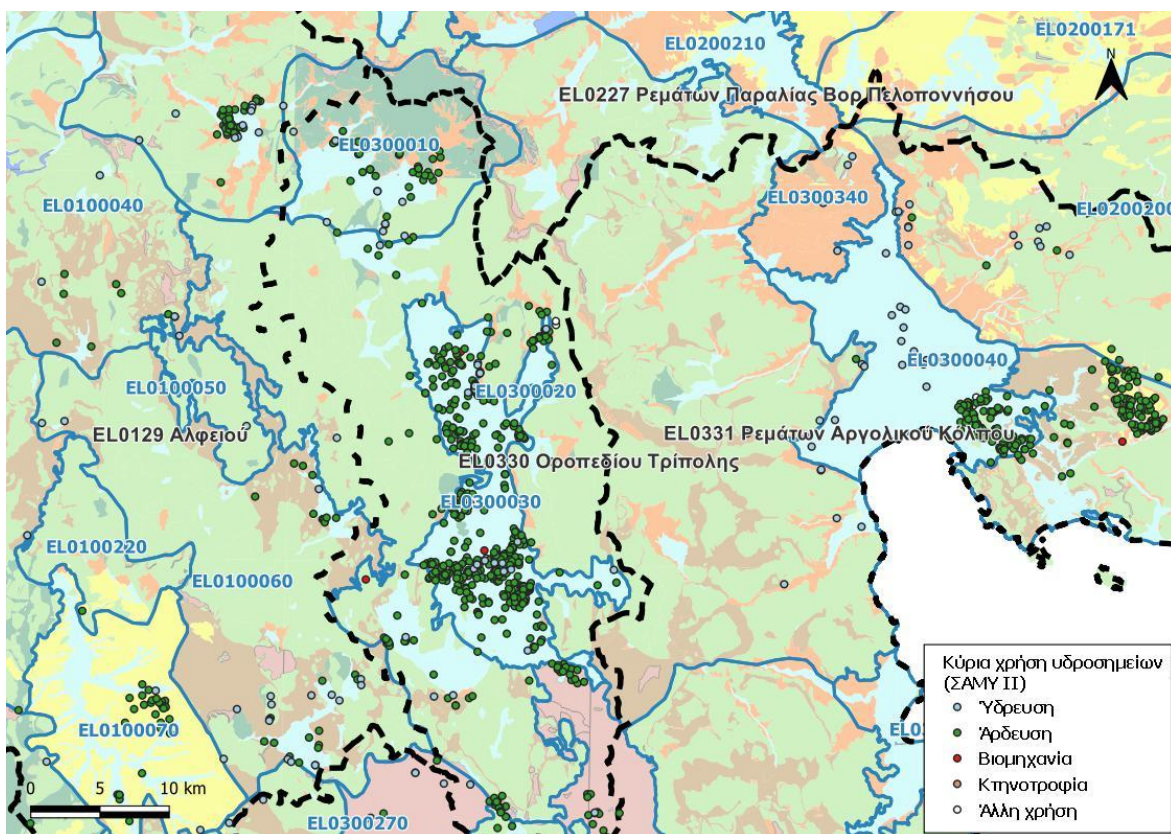 EL0200171
EL0200210
N
EL0227 Ρεμάτων Παραλίας Βορ.Πελοποννήσου
EL0300010
EL0100040
EL0300340
EL0200200
EL0300040
EL0100050
EL0300020
EL0129 Αλφειού
EL0331 Ρεμάτων Αργολικού Κόλπου
EL0330 Οροπεδίου Τρίπολης
EL0300030
EL0100220
EL0100060
EL0100070
EL0300270
0 5 10 km
Κύρια χρήση υδροσημείων
(ΣΑΜΥ ΙΙ)
Ύδρευση
Άρδευση
Βιομηχανία
Κτηνοτροφία
Άλλη χρήση